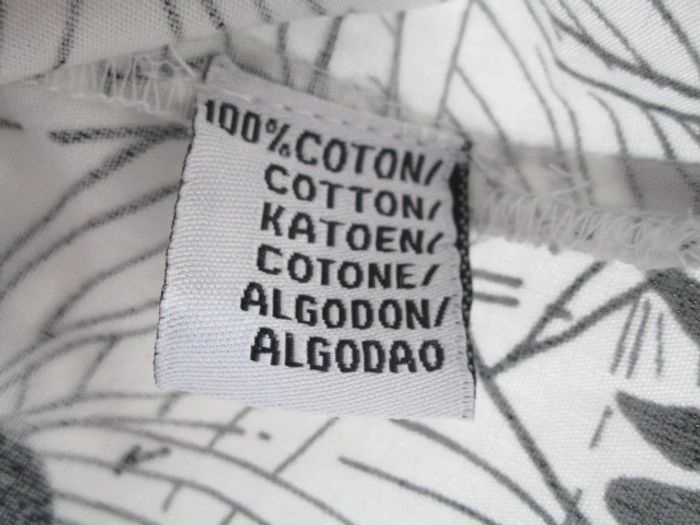 100%COTON/
COTTON/
KATOEN/
COTONE/
ALGODON/
ALGODAO